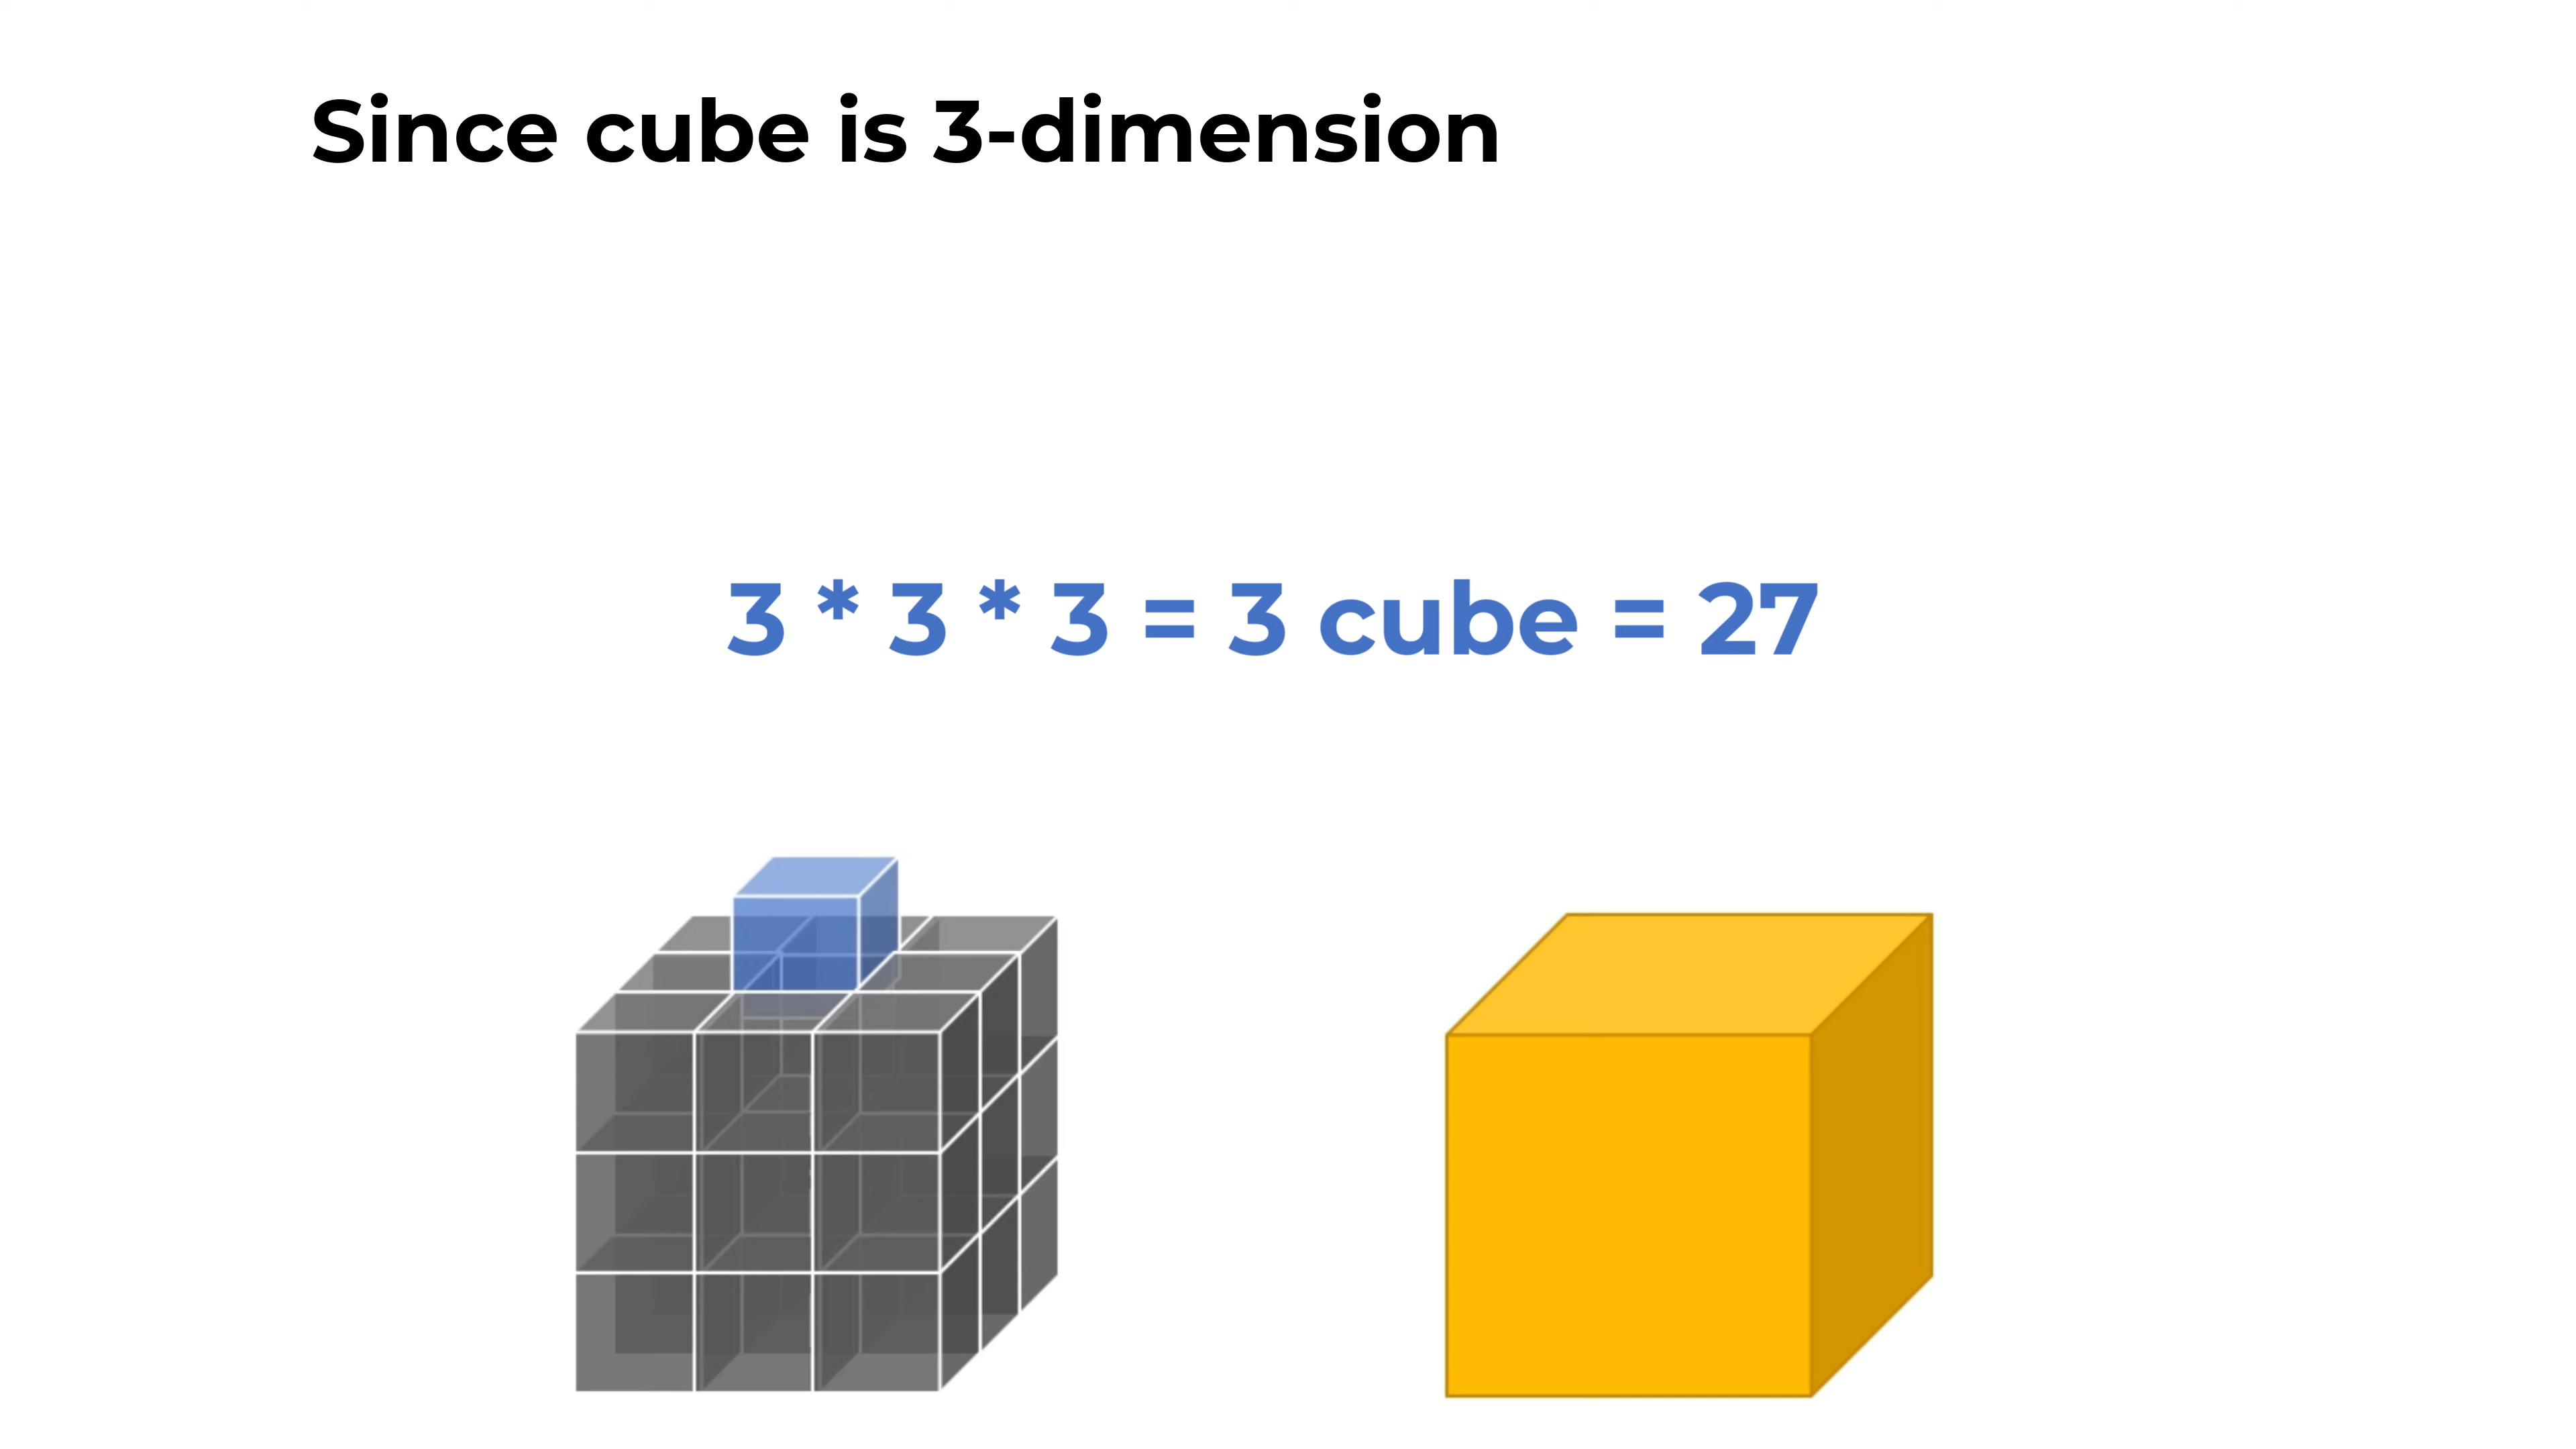 Since cube is 3-dimension
3 * 3 * 3 = 3 cube = 27